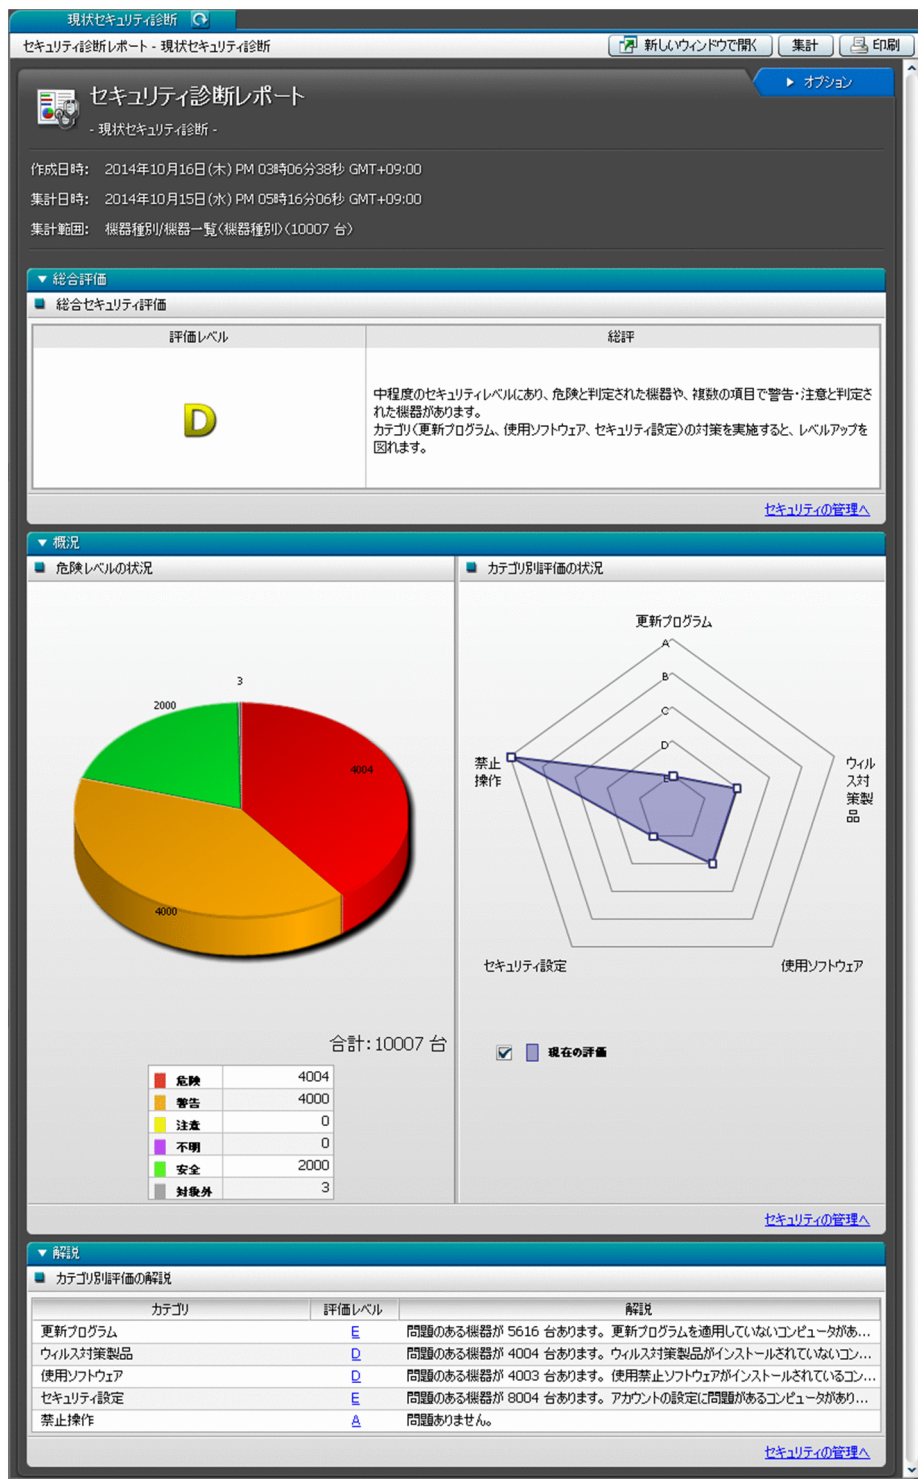 現状セキュリティ診断
セキュリティ診断レポート - 現状セキュリティ診断
新しいウィンドウで開く
集計
印刷
オプション
セキュリティ診断レポート
- 現状セキュリティ診断 -
作成日時: 2014年10月16日(木) PM 03時06分38秒 GMT+09:00
集計日時: 2014年10月15日(水) PM 05時16分06秒 GMT+09:00
集計範囲: 機器種別/機器一覧(機器種別)(10007 台)
総合評価
総合セキュリティ評価
評価レベル 総評
D
中程度のセキュリティレベルにあり、危険と判定された機器や、複数の項目で警告・注意と判定さ
れた機器があります。
カテゴリ(更新プログラム、使用ソフトウェア、セキュリティ設定)の対策を実施すると、レベルアップを
図れます。
セキュリティの管理へ
概況
危険レベルの状況
3
2000
4004
4000
合計: 10007 台
危険 4004
警告 4000
注意 0
不明 0
安全 2000
対象外 3
カテゴリ別評価の状況
更新プログラム
A
B
C
D
E
禁止
操作
ウィル
ス対
策製
品
セキュリティ設定
使用ソフトウェア
現在の評価
セキュリティの管理へ
解説
カテゴリ別評価の解説
カテゴリ 評価レベル 解説
更新プログラム E 問題のある機器が 5616 台あります。更新プログラムを適用していないコンピュータがあ...
ウィルス対策製品 D 問題のある機器が 4004 台あります。ウィルス対策製品がインストールされていないコン...
使用ソフトウェア D 問題のある機器が 4003 台あります。使用禁止ソフトウェアがインストールされているコン...
セキュリティ設定 E 問題のある機器が 8004 台あります。アカウントの設定に問題があるコンピュータがあり...
禁止操作 A 問題ありません。
セキュリティの管理へ